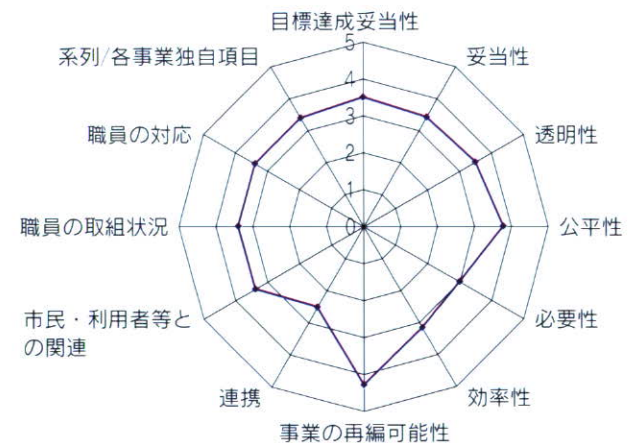 目標達成妥当性
系列/各事業独自項目
妥当性
職員の対応
透明性
職員の取組状況
公平性
市民・利用者等と
の関連
必要性
連携
効率性
事業の再編可能性
5
4
3
2
1
0